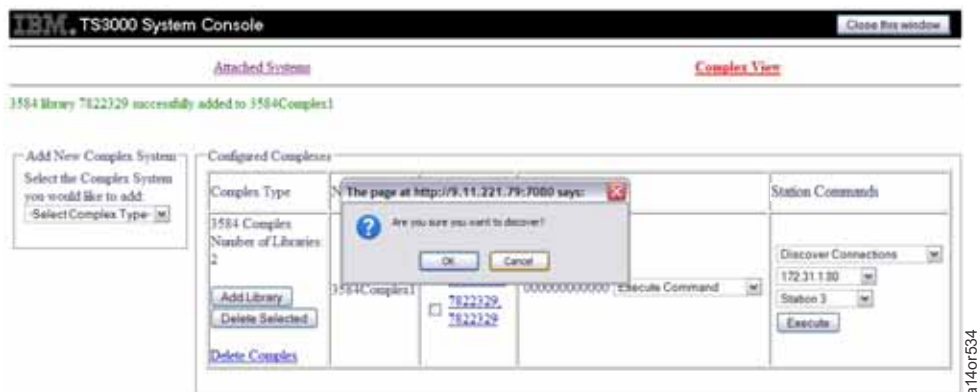 IBM. TS3000 System Console
Close this window
Attached Systems
Complex View
3584 library 7822329 successfully added to 3584Complex1
Add New Complex System
Select the Complex System
you would like to add:
-Select Complex Type-
Configured Complexes
Complex Type
N
Station Commands
3584 Complex
Number of Libraries:
2
Add Library
Delete Selected
Delete Complex
3584Complex1
7822329,
7822329
000000000000
Execute Command
Discover Connections
172.31.1.80
Station 3
Execute
The page at http://9.11.221.79:7080 says:
Are you sure you want to discover?
OK
Cancel
a14or534